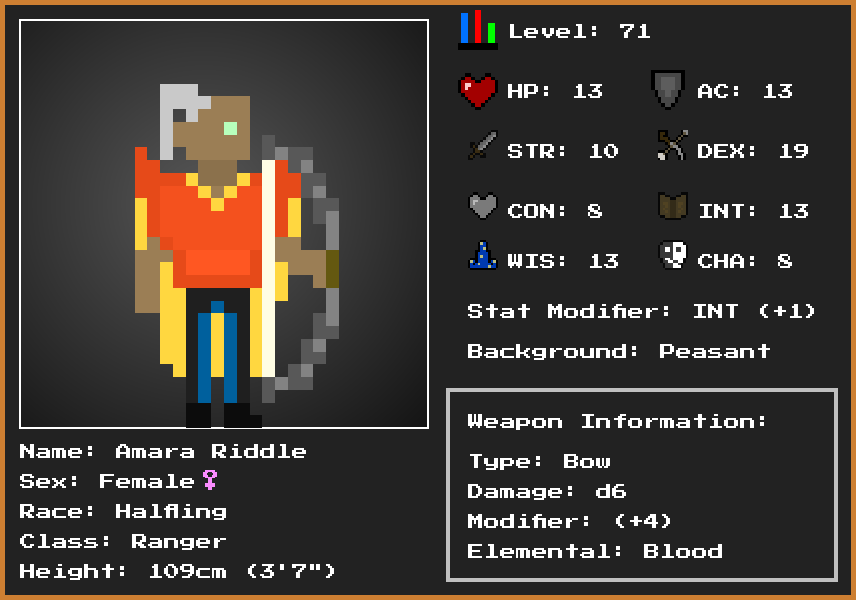 Level: 71
HP: 13
AC: 13
STR: 10
DEX: 19
CON: 8
INT: 13
WIS: 13
CHA: 8
Stat Modifier: INT (+1)
Background: Peasant
Name: Amara Riddle
Sex: Female♀
Race: Halfling
Class: Ranger
Height: 109cm (3'7")
Weapon Information:
Type: Bow
Damage: d6
Modifier: (+4)
Elemental: Blood